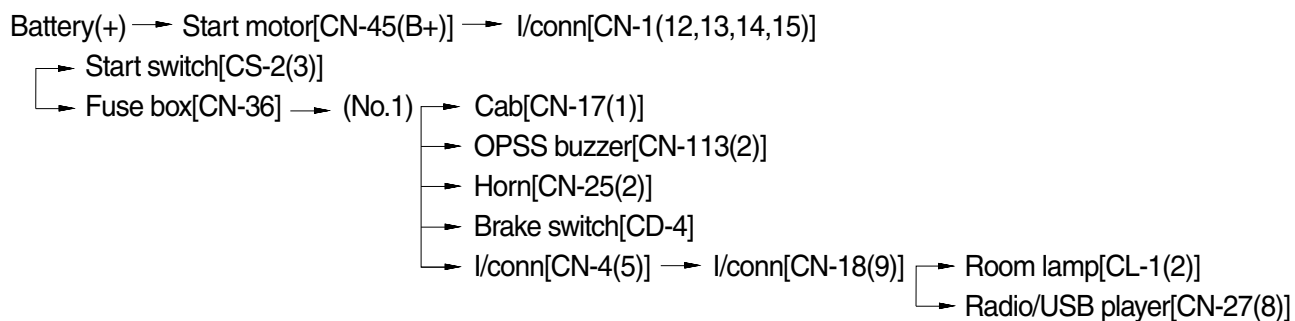 Battery(+) → Start motor[CN-45(B+)] → I/conn[CN-1(12,13,14,15)]
→ Start switch[CS-2(3)]
→ Fuse box[CN-36] → (No.1) → Cab[CN-17(1)]
→ OPSS buzzer[CN-113(2)]
→ Horn[CN-25(2)]
→ Brake switch[CD-4]
→ I/conn[CN-4(5)] → I/conn[CN-18(9)] → Room lamp[CL-1(2)]
→ Radio/USB player[CN-27(8)]